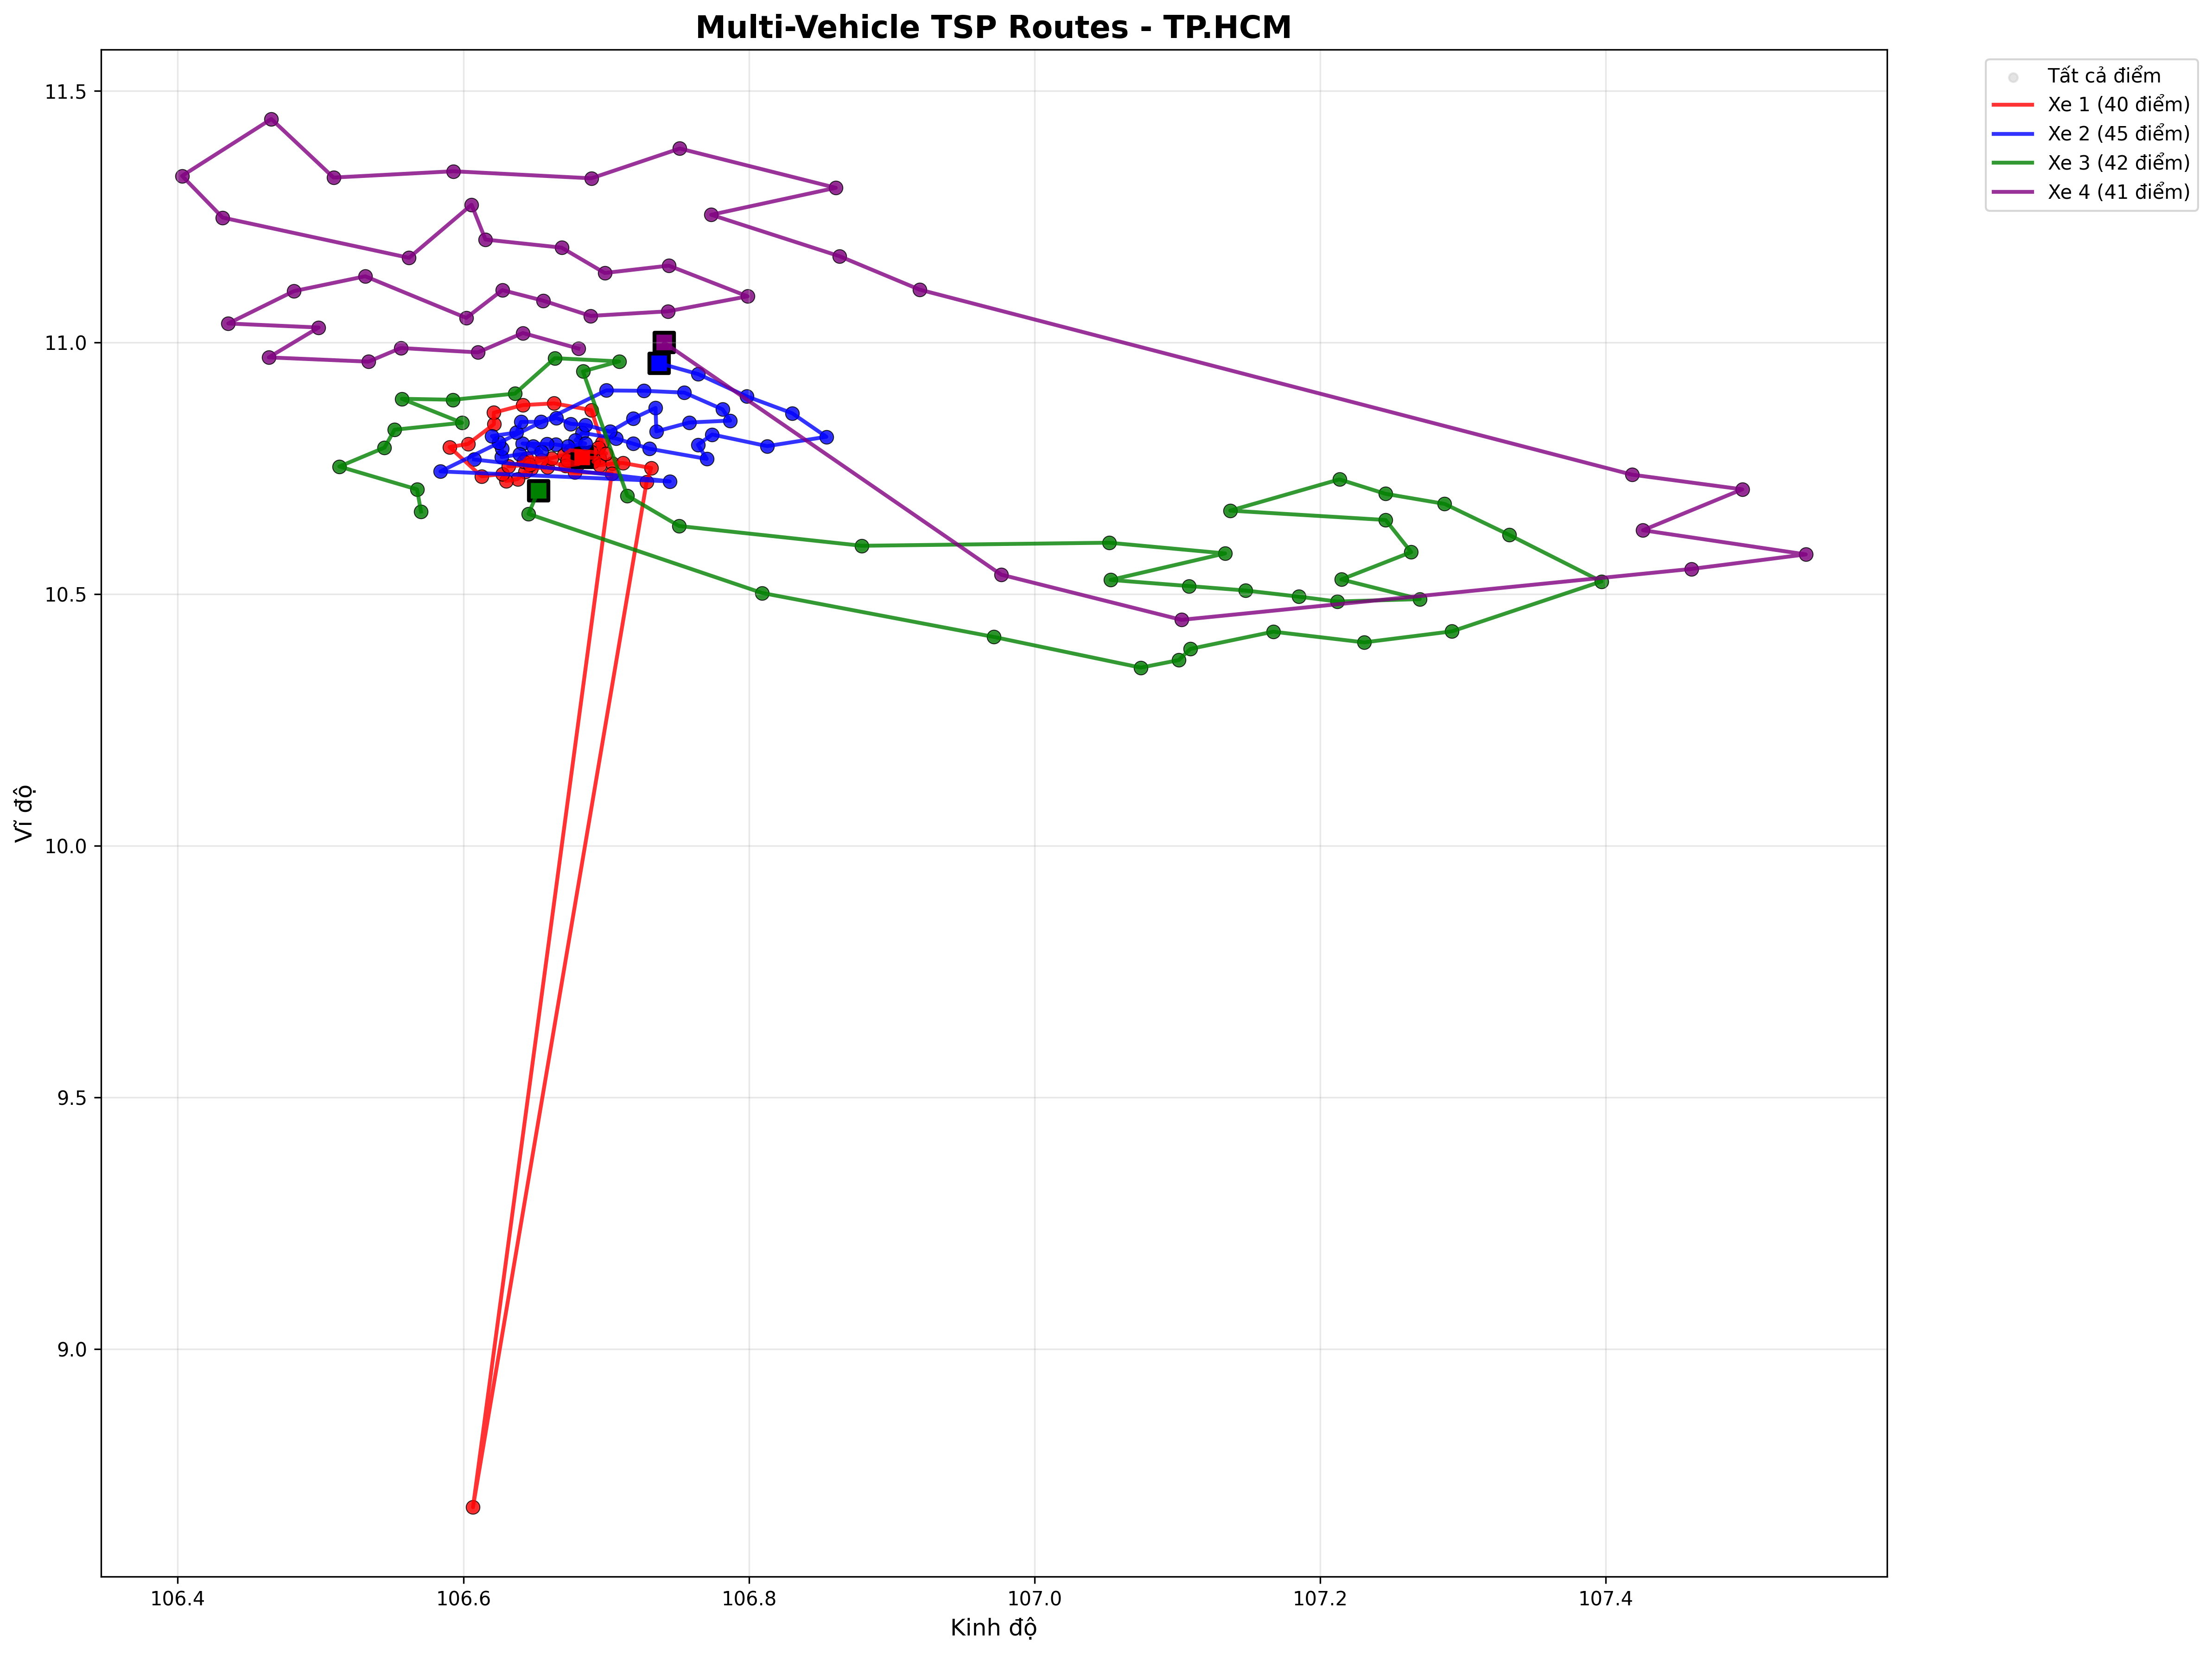 Multi-Vehicle TSP Routes - TP.HCM
Tất cả điểm
Xe 1 (40 điểm)
Xe 2 (45 điểm)
Xe 3 (42 điểm)
Xe 4 (41 điểm)
11.5
11.0
10.5
10.0
9.5
9.0
Vĩ độ
106.4
106.6
106.8
107.0
107.2
107.4
Kinh độ